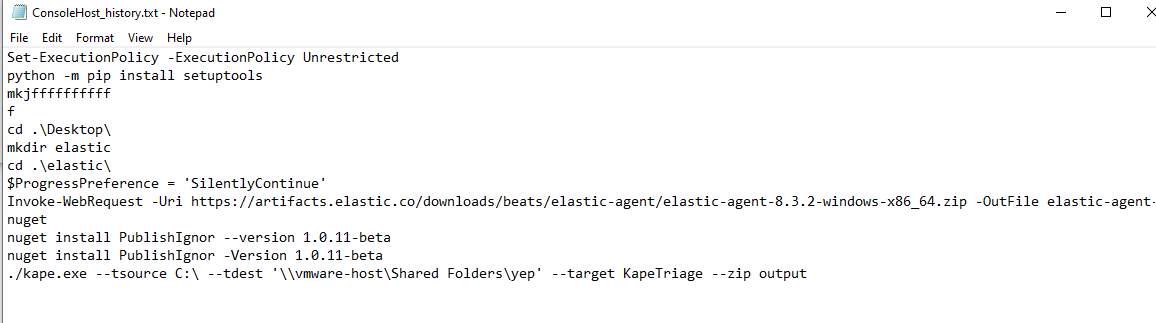 ConsoleHost_history.txt - Notepad
File Edit Format View Help
Set-ExecutionPolicy -ExecutionPolicy Unrestricted
python -m pip install setuptools
mkjffffffffff
f
cd .\Desktop\
mkdir elastic
cd .\elastic\
$ProgressPreference = 'SilentlyContinue'
Invoke-WebRequest -Uri https://artifacts.elastic.co/downloads/beats/elastic-agent/elastic-agent-8.3.2-windows-x86_64.zip -OutFile elastic-agent-
nuget
nuget install PublishIgnor --version 1.0.11-beta
nuget install PublishIgnor -Version 1.0.11-beta
./kape.exe --tsource C:\ --tdest '\\vmware-host\Shared Folders\yep' --target KapeTriage --zip output